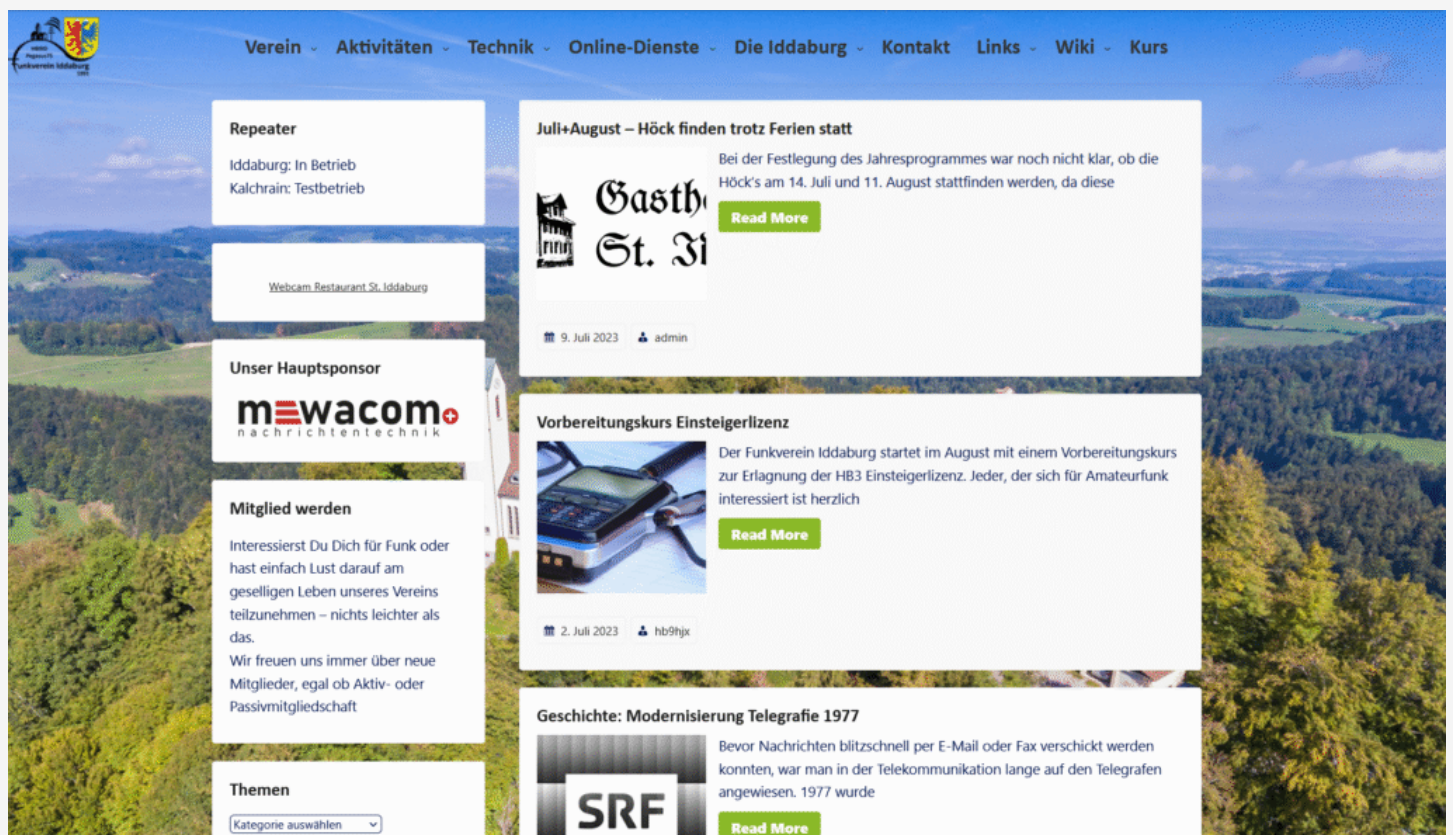 Funkverein Iddaburg
Verein
Aktivitäten
Technik
Online-Dienste
Die Iddaburg
Kontakt
Links
Wiki
Kurs
Repeater
Iddaburg: In Betrieb
Kalchrain: Testbetrieb
Webcam Restaurant St. Iddaburg
Unser Hauptsponsor
mewacom
nachrichtentechnik
Mitglied werden
Interessierst Du Dich für Funk oder
hast einfach Lust darauf am
geselligen Leben unseres Vereins
teilzunehmen – nichts leichter als
das.
Wir freuen uns immer über neue
Mitglieder, egal ob Aktiv- oder
Passivmitgliedschaft
Themen
Kategorie auswählen
Juli+August – Höck finden trotz Ferien statt
Gasth
St. I
Bei der Festlegung des Jahresprogrammes war noch nicht klar, ob die
Höck's am 14. Juli und 11. August stattfinden werden, da diese
Read More
9. Juli 2023
admin
Vorbereitungskurs Einsteigerlizenz
Der Funkverein Iddaburg startet im August mit einem Vorbereitungskurs
zur Erlagnung der HB3 Einsteigerlizenz. Jeder, der sich für Amateurfunk
interessiert ist herzlich
Read More
2. Juli 2023
hb9hjx
Geschichte: Modernisierung Telegrafie 1977
SRF
Bevor Nachrichten blitzschnell per E-Mail oder Fax verschickt werden
konnten, war man in der Telekommunikation lange auf den Telegrafen
angewiesen. 1977 wurde
Read More